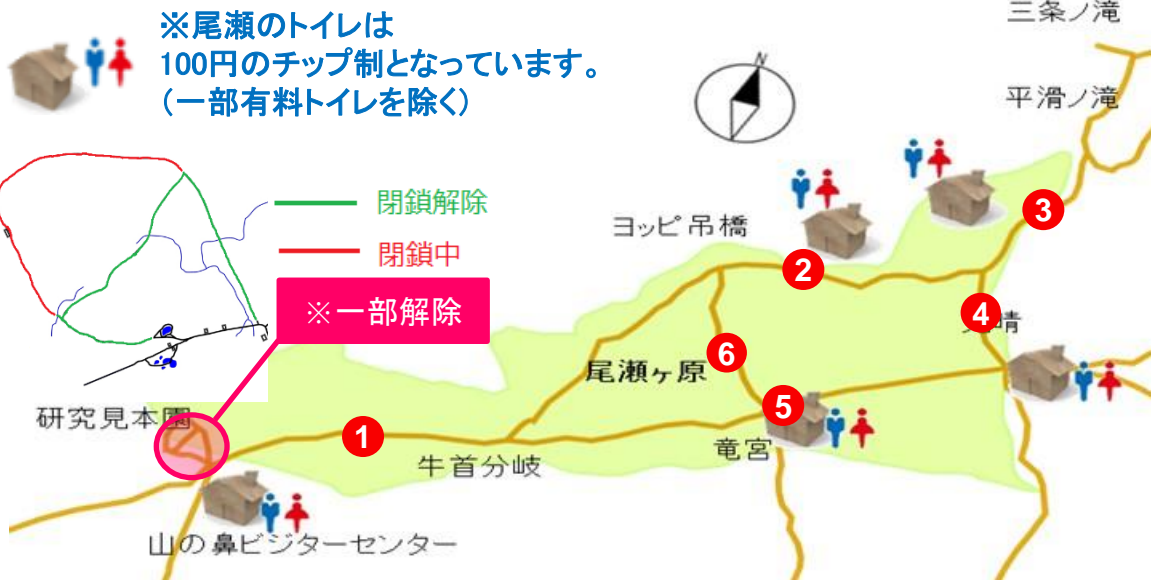 ※尾瀬のトイレは
100円のチップ制となっています。
(一部有料トイレを除く)
三条ノ滝
平滑ノ滝
N
閉鎖解除
閉鎖中
※一部解除
ヨッピ吊橋
3
2
4
晴
6
尾瀬ヶ原
5
研究見本園
1
竜宮
牛首分岐
山の鼻ビジターセンター